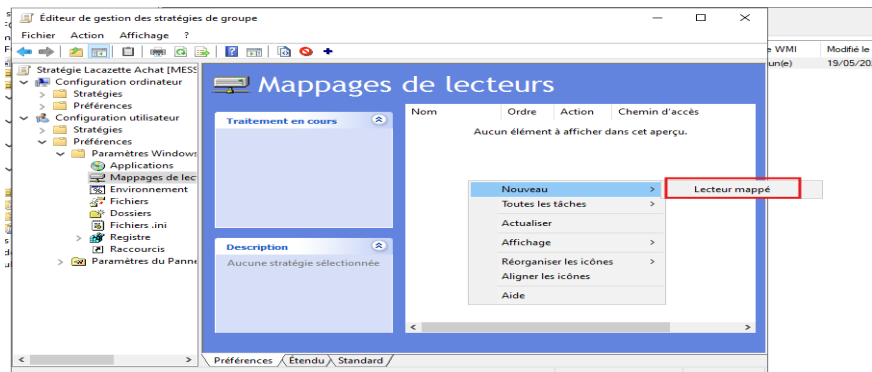 Éditeur de gestion des stratégies de groupe
Fichier Action Affichage ?
WMI Modifié le
Stratégie Lacazette Achat [MESS
Configuration ordinateur
Stratégies
Préférences
Configuration utilisateur
Stratégies
Préférences
Paramètres Windows
Applications
Mappages de lec
Environnement
Fichiers
Dossiers
Fichiers .ini
Registre
Raccourcis
Paramètres du Panne
Mappages de lecteurs
Traitement en cours
Description
Aucune stratégie sélectionnée
Nom Ordre Action Chemin d'accès
Aucun élément à afficher dans cet aperçu.
Nouveau
Lecteur mappé
Toutes les tâches
Actualiser
Affichage
Réorganiser les icônes
Aligner les icônes
Aide
Préférences Étendu Standard
un(e) 19/05/20